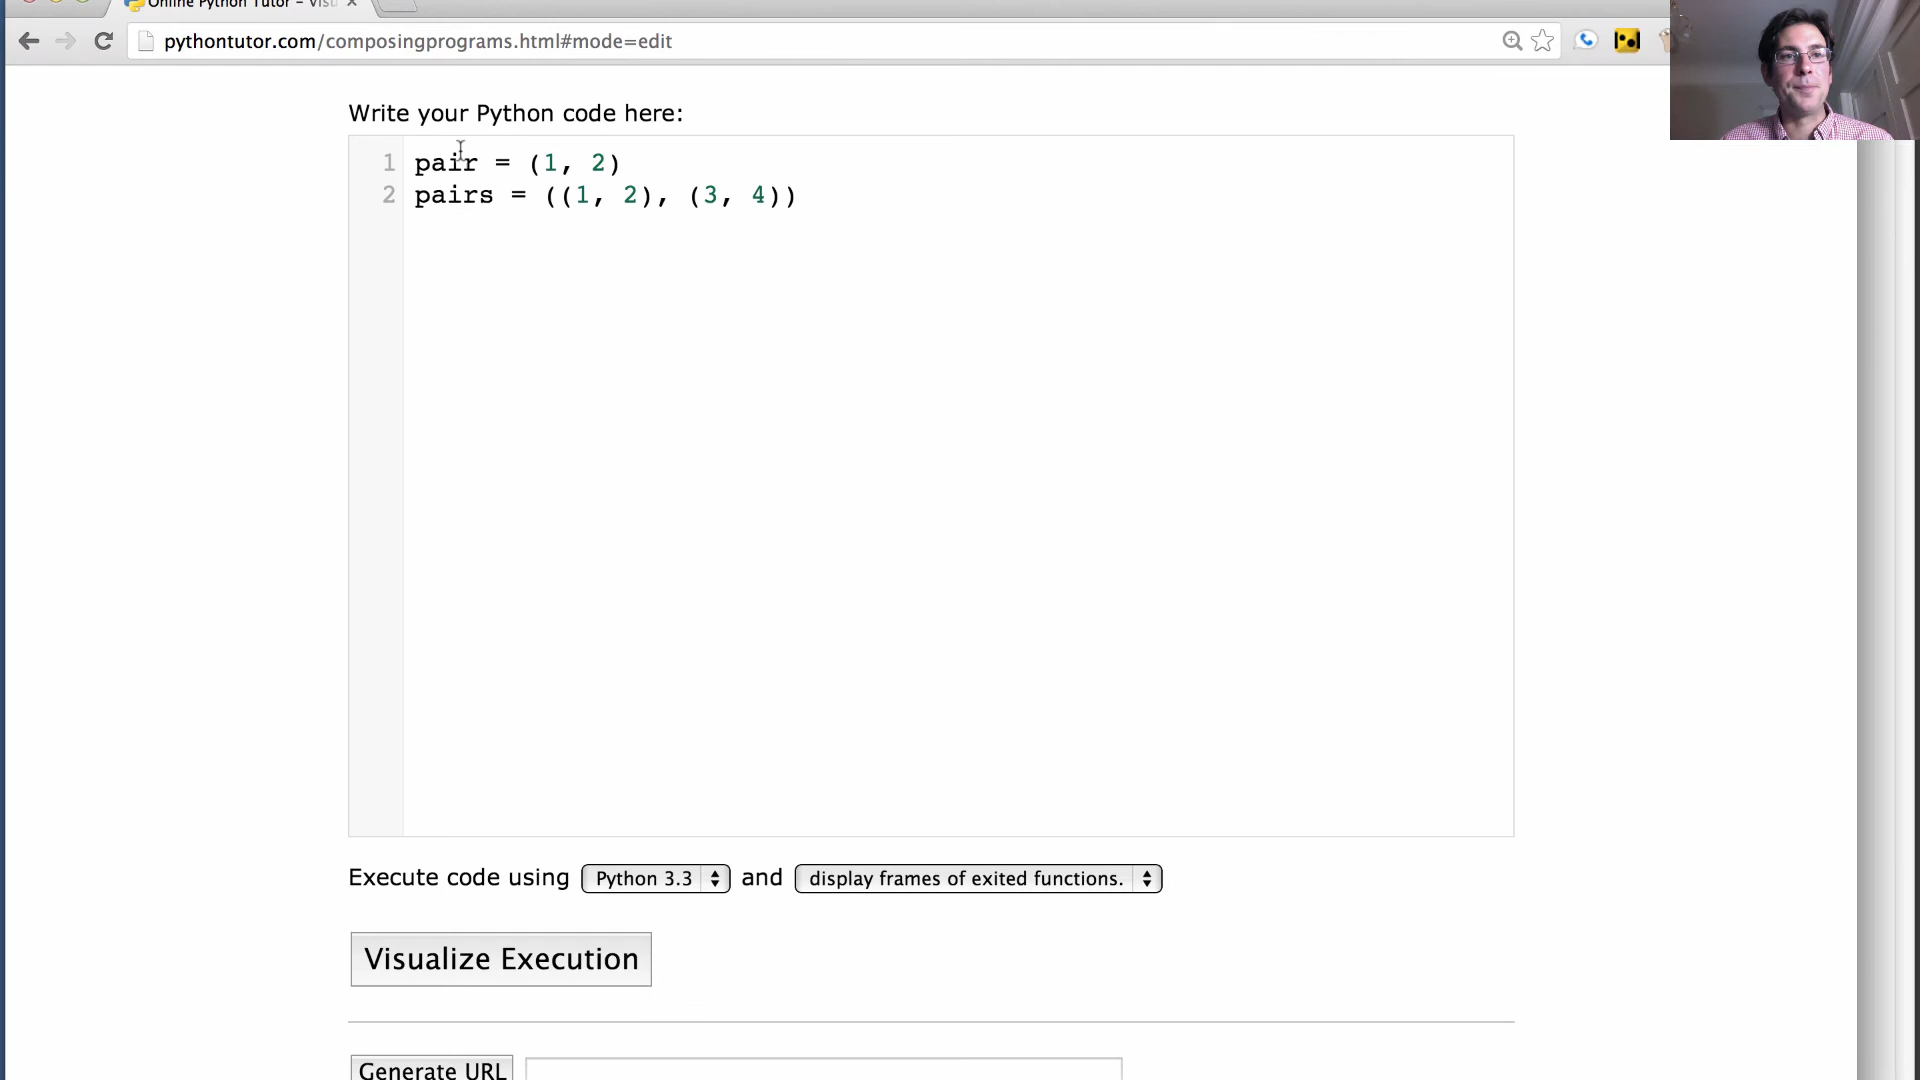 Online Python Tutor – Visu
pythontutor.com/composingprograms.html#mode=edit
Write your Python code here:
1 pair = (1, 2)
2 pairs = ((1, 2), (3, 4))
Execute code using Python 3.3 and display frames of exited functions.
Visualize Execution
Generate URL